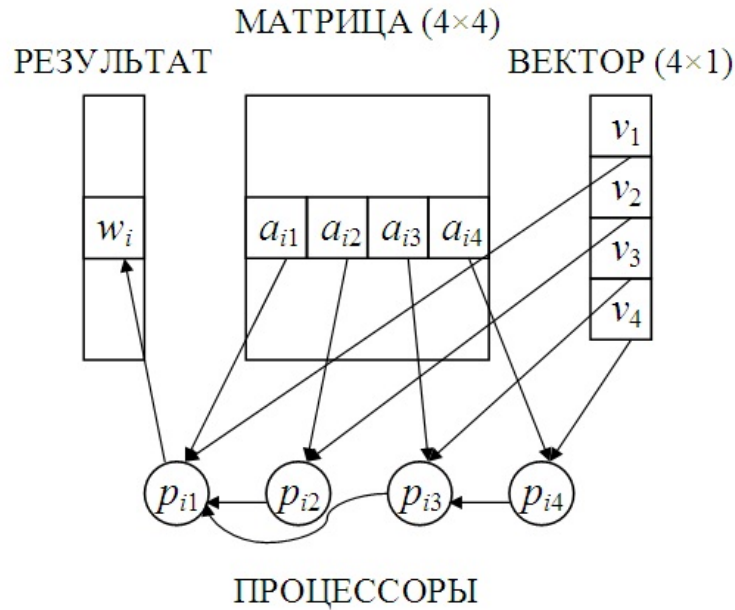 МАТРИЦА (4×4)
РЕЗУЛЬТАТ
ВЕКТОР (4×1)
v1
v2
v3
v4
wi
ai1 ai2 ai3 ai4
pi1 pi2 pi3 pi4
ПРОЦЕССОРЫ